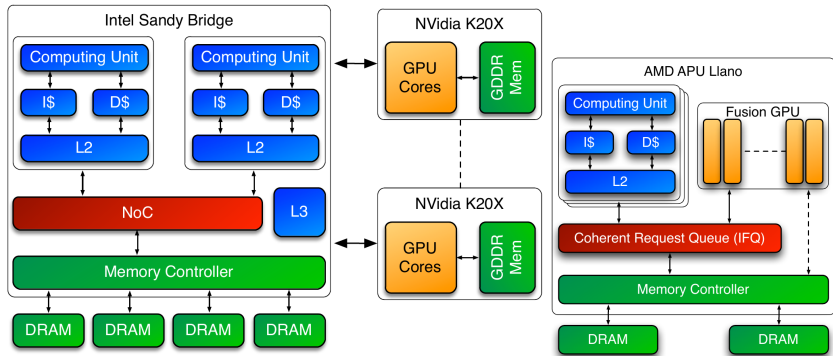 Intel Sandy Bridge
Computing Unit
I$
D$
L2
Computing Unit
I$
D$
L2
NoC
L3
Memory Controller
DRAM
DRAM
DRAM
DRAM
NVidia K20X
GPU
Cores
GDDR
Mem
NVidia K20X
GPU
Cores
GDDR
Mem
AMD APU Llano
Computing Unit
I$
D$
L2
Fusion GPU
Coherent Request Queue (IFQ)
Memory Controller
DRAM
DRAM